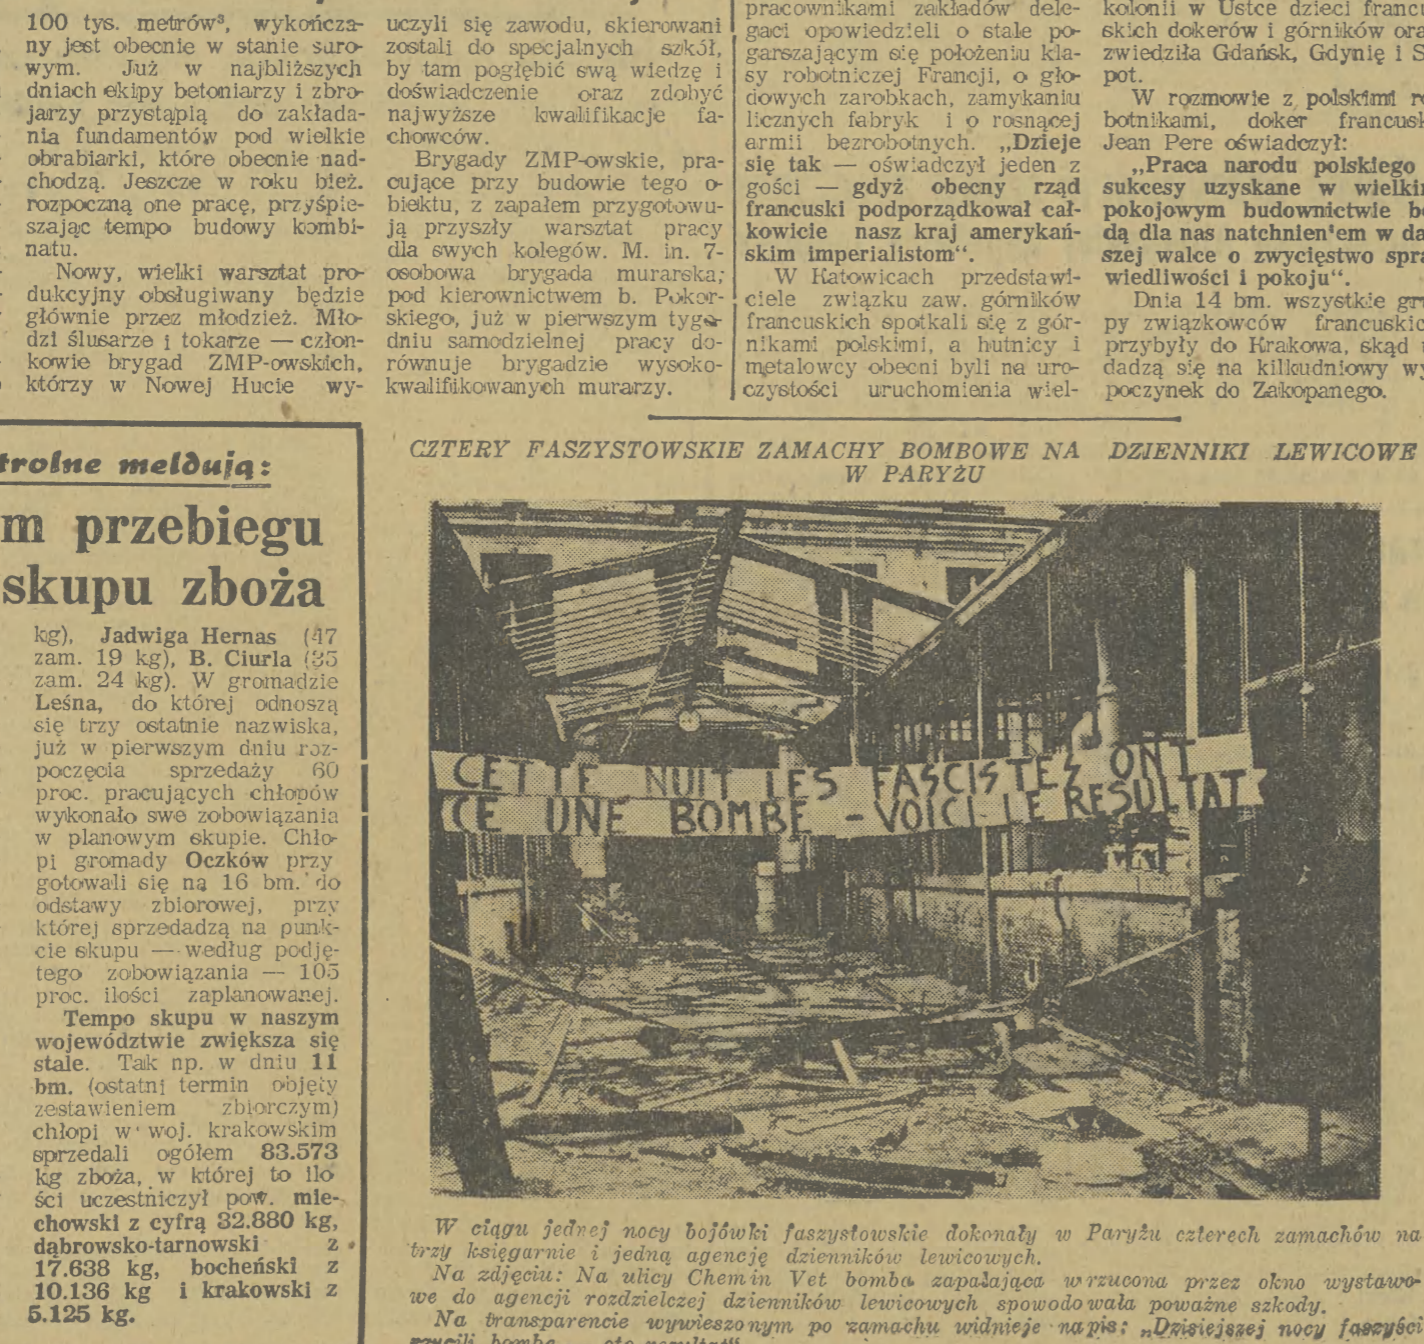 100 tys. metrów³, wykończa-
ny jest obecnie w stanie suro-
wym. Już w najbliższych
dniach ekipy betoniarzy i zbro-
jarzy przystąpią do zakłada-
nia fundamentów pod wielkie
obrabiarki, które obecnie nad-
chodzą. Jeszcze w roku bież.
rozpoczną one pracę, przyśpie-
szając tempo budowy kombi-
natu.
Nowy, wielki warsztat pro-
dukcyjny obsługiwany będzie
głównie przez młodzież. Mło-
dzi ślusarze i tokarze — człon-
kowie brygad ZMP-owskich,
którzy w Nowej Hucie wy-
uczyli się zawodu, skierowani
zostali do specjalnych szkół,
by tam pogłębić swą wiedzę i
doświadczenie oraz zdobyć
najwyższe kwalifikacje fa-
chowców.
Brygady ZMP-owskie, pra-
cujące przy budowie tego o-
biektu, z zapałem przygotowu-
ją przyszły warsztat pracy
dla swych kolegów. M. in. 7-
osobowa brygada murarska;
pod kierownictwem b. Pokor-
skiego, już w pierwszym tygo-
dniu samodzielnej pracy do-
równuje brygadzie wysoko-
kwalifikowanych murarzy.
pracownikami zakładów dele-
gaci opowiedzieli o stale po-
garszającym się położeniu kla-
sy robotniczej Francji, o gło-
dowych zarobkach, zamykaniu
licznych fabryk i o rosnącej
armii bezrobotnych. „Dzieje
się tak — oświadczył jeden z
gości — gdyż obecny rząd
francuski podporządkował cał-
kowicie nasz kraj amerykań-
skim imperialistom“.
W Katowicach przedstawi-
ciele związku zaw. górników
francuskich spotkali się z gór-
nikami polskimi, a hutnicy i
metalowcy obecni byli na uro-
czystości uruchomienia wiel-
kolonii w Ustce dzieci francu
skich dokerów i górników ora
zwiedziła Gdańsk, Gdynię i S
pot.
W rozmowie z polskimi ro
botnikami, doker francusk
Jean Pere oświadczył:
„Praca narodu polskiego
sukcesy uzyskane w wielkim
pokojowym budownictwie bę
dą dla nas natchnien'em w da
szej walce o zwycięstwo spra
wiedliwości i pokoju“.
Dnia 14 bm. wszystkie gru
py związkowców francuskic
przybyły do Krakowa, skąd u
dadzą się na kilkudniowy wy
poczynek do Zakopanego.
trolne meldują:
m przebiegu
skupu zboża
kg), Jadwiga Hernas (47
zam. 19 kg), B. Ciurla (35
zam. 24 kg). W gromadzie
Leśna, do której odnoszą
się trzy ostatnie nazwiska,
już w pierwszym dniu roz-
poczęcia sprzedaży 60
proc. pracujących chłopów
wykonało swe zobowiązania
w planowym skupie. Chło-
pi gromady Oczków przy
gotowali się na 16 bm. do
odstawy zbiorowej, przy
której sprzedadzą na punk-
cie skupu — według podję-
tego zobowiązania — 105
proc. ilości zaplanowanej.
Tempo skupu w naszym
województwie zwiększa się
stale. Tak np. w dniu 11
bm. (ostatni termin objęty
zestawieniem zbiorczym)
chłopi w woj. krakowskim
sprzedali ogółem 83.573
kg zboża, w której to ilo
ści uczestniczył pow. mie-
chowski z cyfrą 32.880 kg,
dąbrowsko-tarnowski z
17.638 kg, bocheński z
10.136 kg i krakowski z
5.125 kg.
CZTERY FASZYSTOWSKIE ZAMACHY BOMBOWE NA DZIENNIKI LEWICOWE
W PARYŻU
CETTE NUIT LES FASCISTES ONT
CE UNE BOMBE - VOICI LE RESULTAT
W ciągu jednej nocy bojówki faszystowskie dokonały w Paryżu czterech zamachów na
trzy księgarnie i jedną agencję dzienników lewicowych.
Na zdjęciu: Na ulicy Chemin Vet bomba zapalająca wrzucona przez okno wystawo-
we do agencji rozdzielczej dzienników lewicowych spowodowała poważne szkody.
Na transparencie wywieszonym po zamachu widnieje napis: „Dzisiejszej nocy faszyści